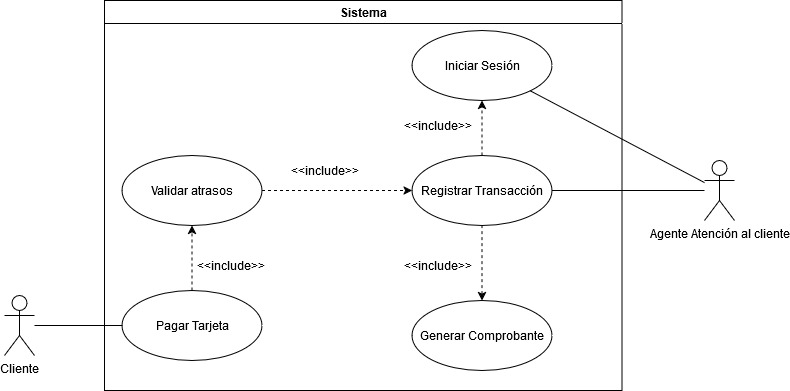 Sistema
Iniciar Sesión
<<include>>
<<include>>
Validar atrasos
Registrar Transacción
Agente Atención al cliente
<<include>>
<<include>>
Pagar Tarjeta
Generar Comprobante
Cliente